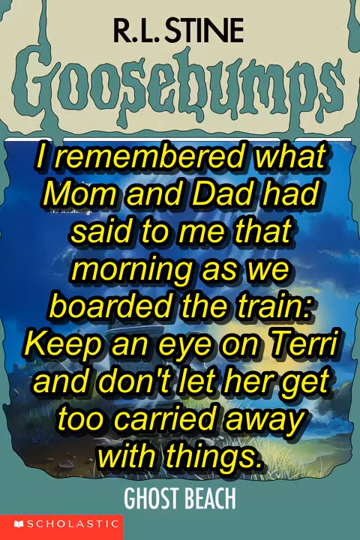 R.L. STINE
Goosebumps
I remembered what
Mom and Dad had
said to me that
morning as we
boarded the train:
Keep an eye on Terri
and don't let her get
too carried away
with things.
GHOST BEACH
SCHOLASTIC